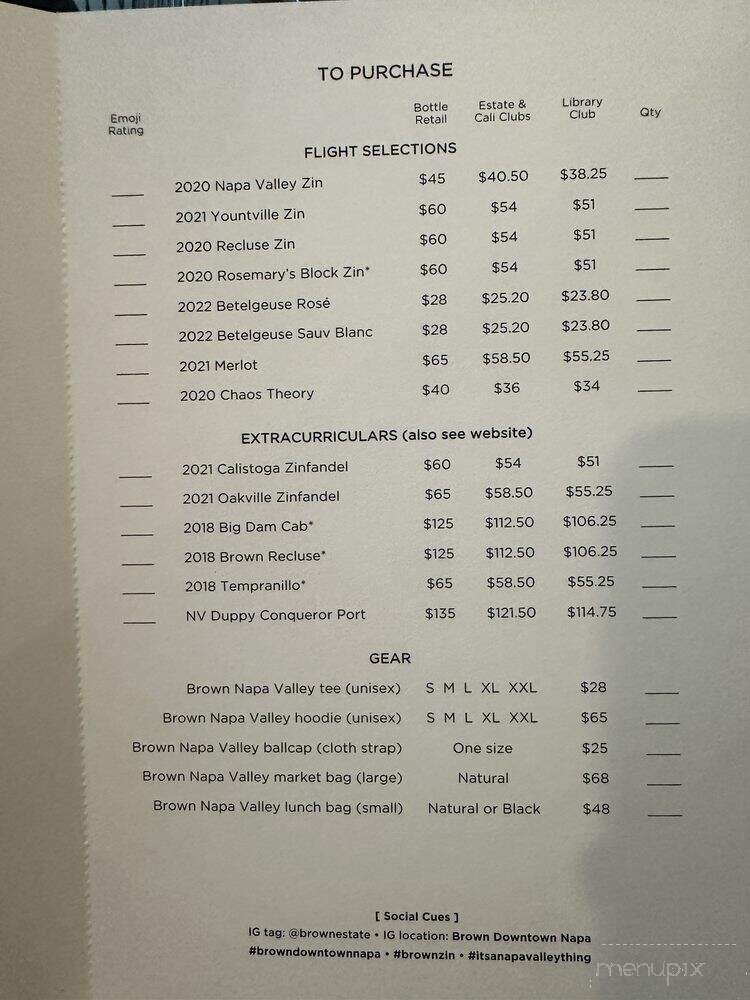 TO PURCHASE
Emoji Rating Bottle Retail Estate & Cali Clubs Library Club Qty
FLIGHT SELECTIONS
2020 Napa Valley Zin $45 $40.50 $38.25
2021 Yountville Zin $60 $54 $51
2020 Recluse Zin $60 $54 $51
2020 Rosemary's Block Zin* $60 $54 $51
2022 Betelgeuse Rosé $28 $25.20 $23.80
2022 Betelgeuse Sauv Blanc $28 $25.20 $23.80
2021 Merlot $65 $58.50 $55.25
2020 Chaos Theory $40 $36 $34
EXTRACURRICULARS (also see website)
2021 Calistoga Zinfandel $60 $54 $51
2021 Oakville Zinfandel $65 $58.50 $55.25
2018 Big Dam Cab* $125 $112.50 $106.25
2018 Brown Recluse* $125 $112.50 $106.25
2018 Tempranillo* $65 $58.50 $55.25
NV Duppy Conqueror Port $135 $121.50 $114.75
GEAR
Brown Napa Valley tee (unisex) S M L XL XXL $28
Brown Napa Valley hoodie (unisex) S M L XL XXL $65
Brown Napa Valley ballcap (cloth strap) One size $25
Brown Napa Valley market bag (large) Natural $68
Brown Napa Valley lunch bag (small) Natural or Black $48
[ Social Cues ]
IG tag: @brownestate • IG location: Brown Downtown Napa
#browndowntownnapa • #brownzin • #itsanapavalleything
menupix